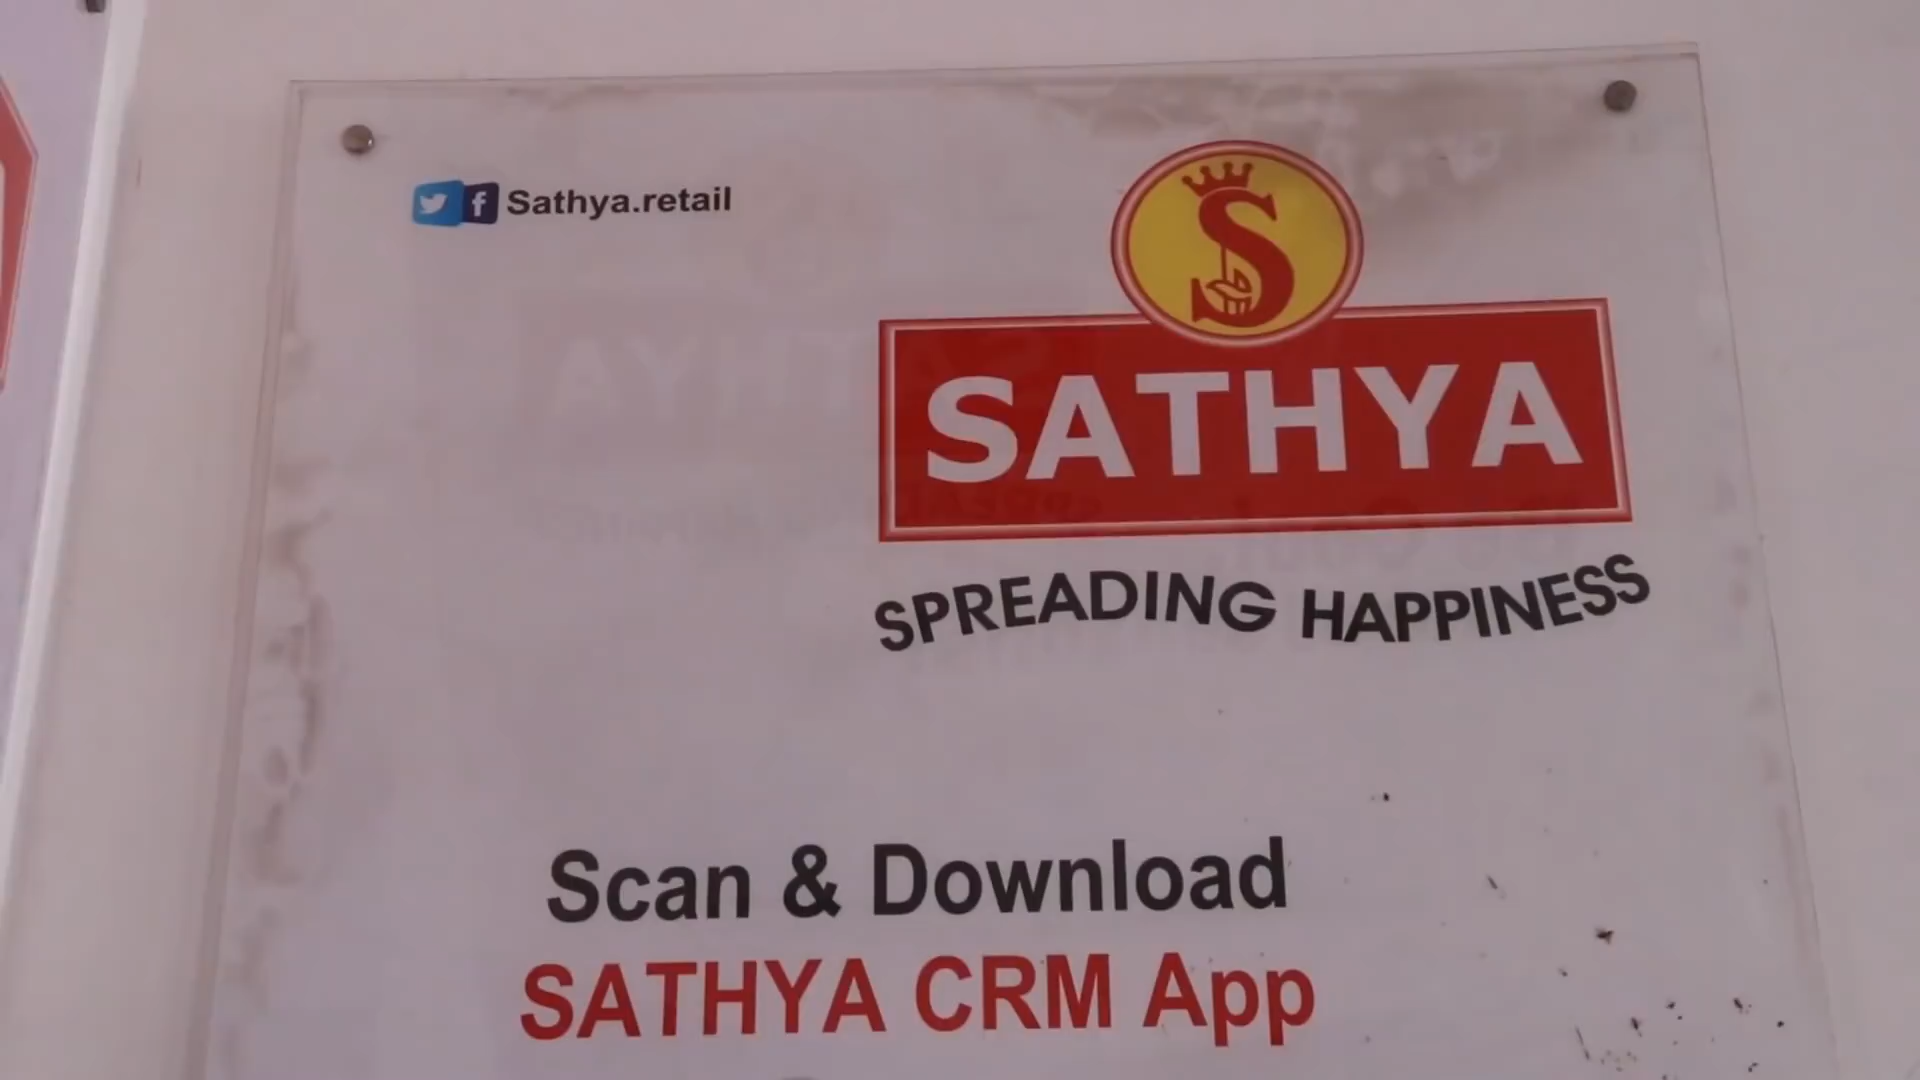 Sathya.retail
S
SATHYA
SPREADING HAPPINESS
Scan & Download
SATHYA CRM App